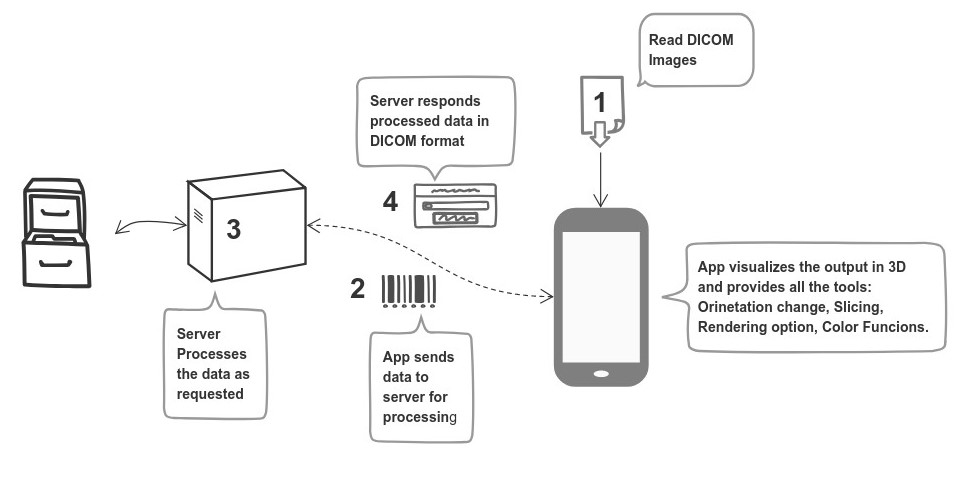 Read DICOM
Images
1
Server responds
processed data in
DICOM format
4
3
2
App visualizes the output in 3D
and provides all the tools:
Orinetation change, Slicing,
Rendering option, Color Funcions.
Server
Processes
the data as
requested
App sends
data to
server for
processing